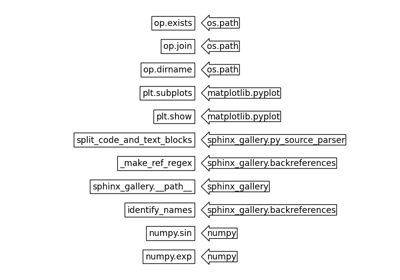 op.exists os.path
op.join os.path
op.dirname os.path
plt.subplots matplotlib.pyplot
plt.show matplotlib.pyplot
split_code_and_text_blocks sphinx_gallery.py_source_parser
_make_ref_regex sphinx_gallery.backreferences
sphinx_gallery.__path__ sphinx_gallery
identify_names sphinx_gallery.backreferences
numpy.sin numpy
numpy.exp numpy